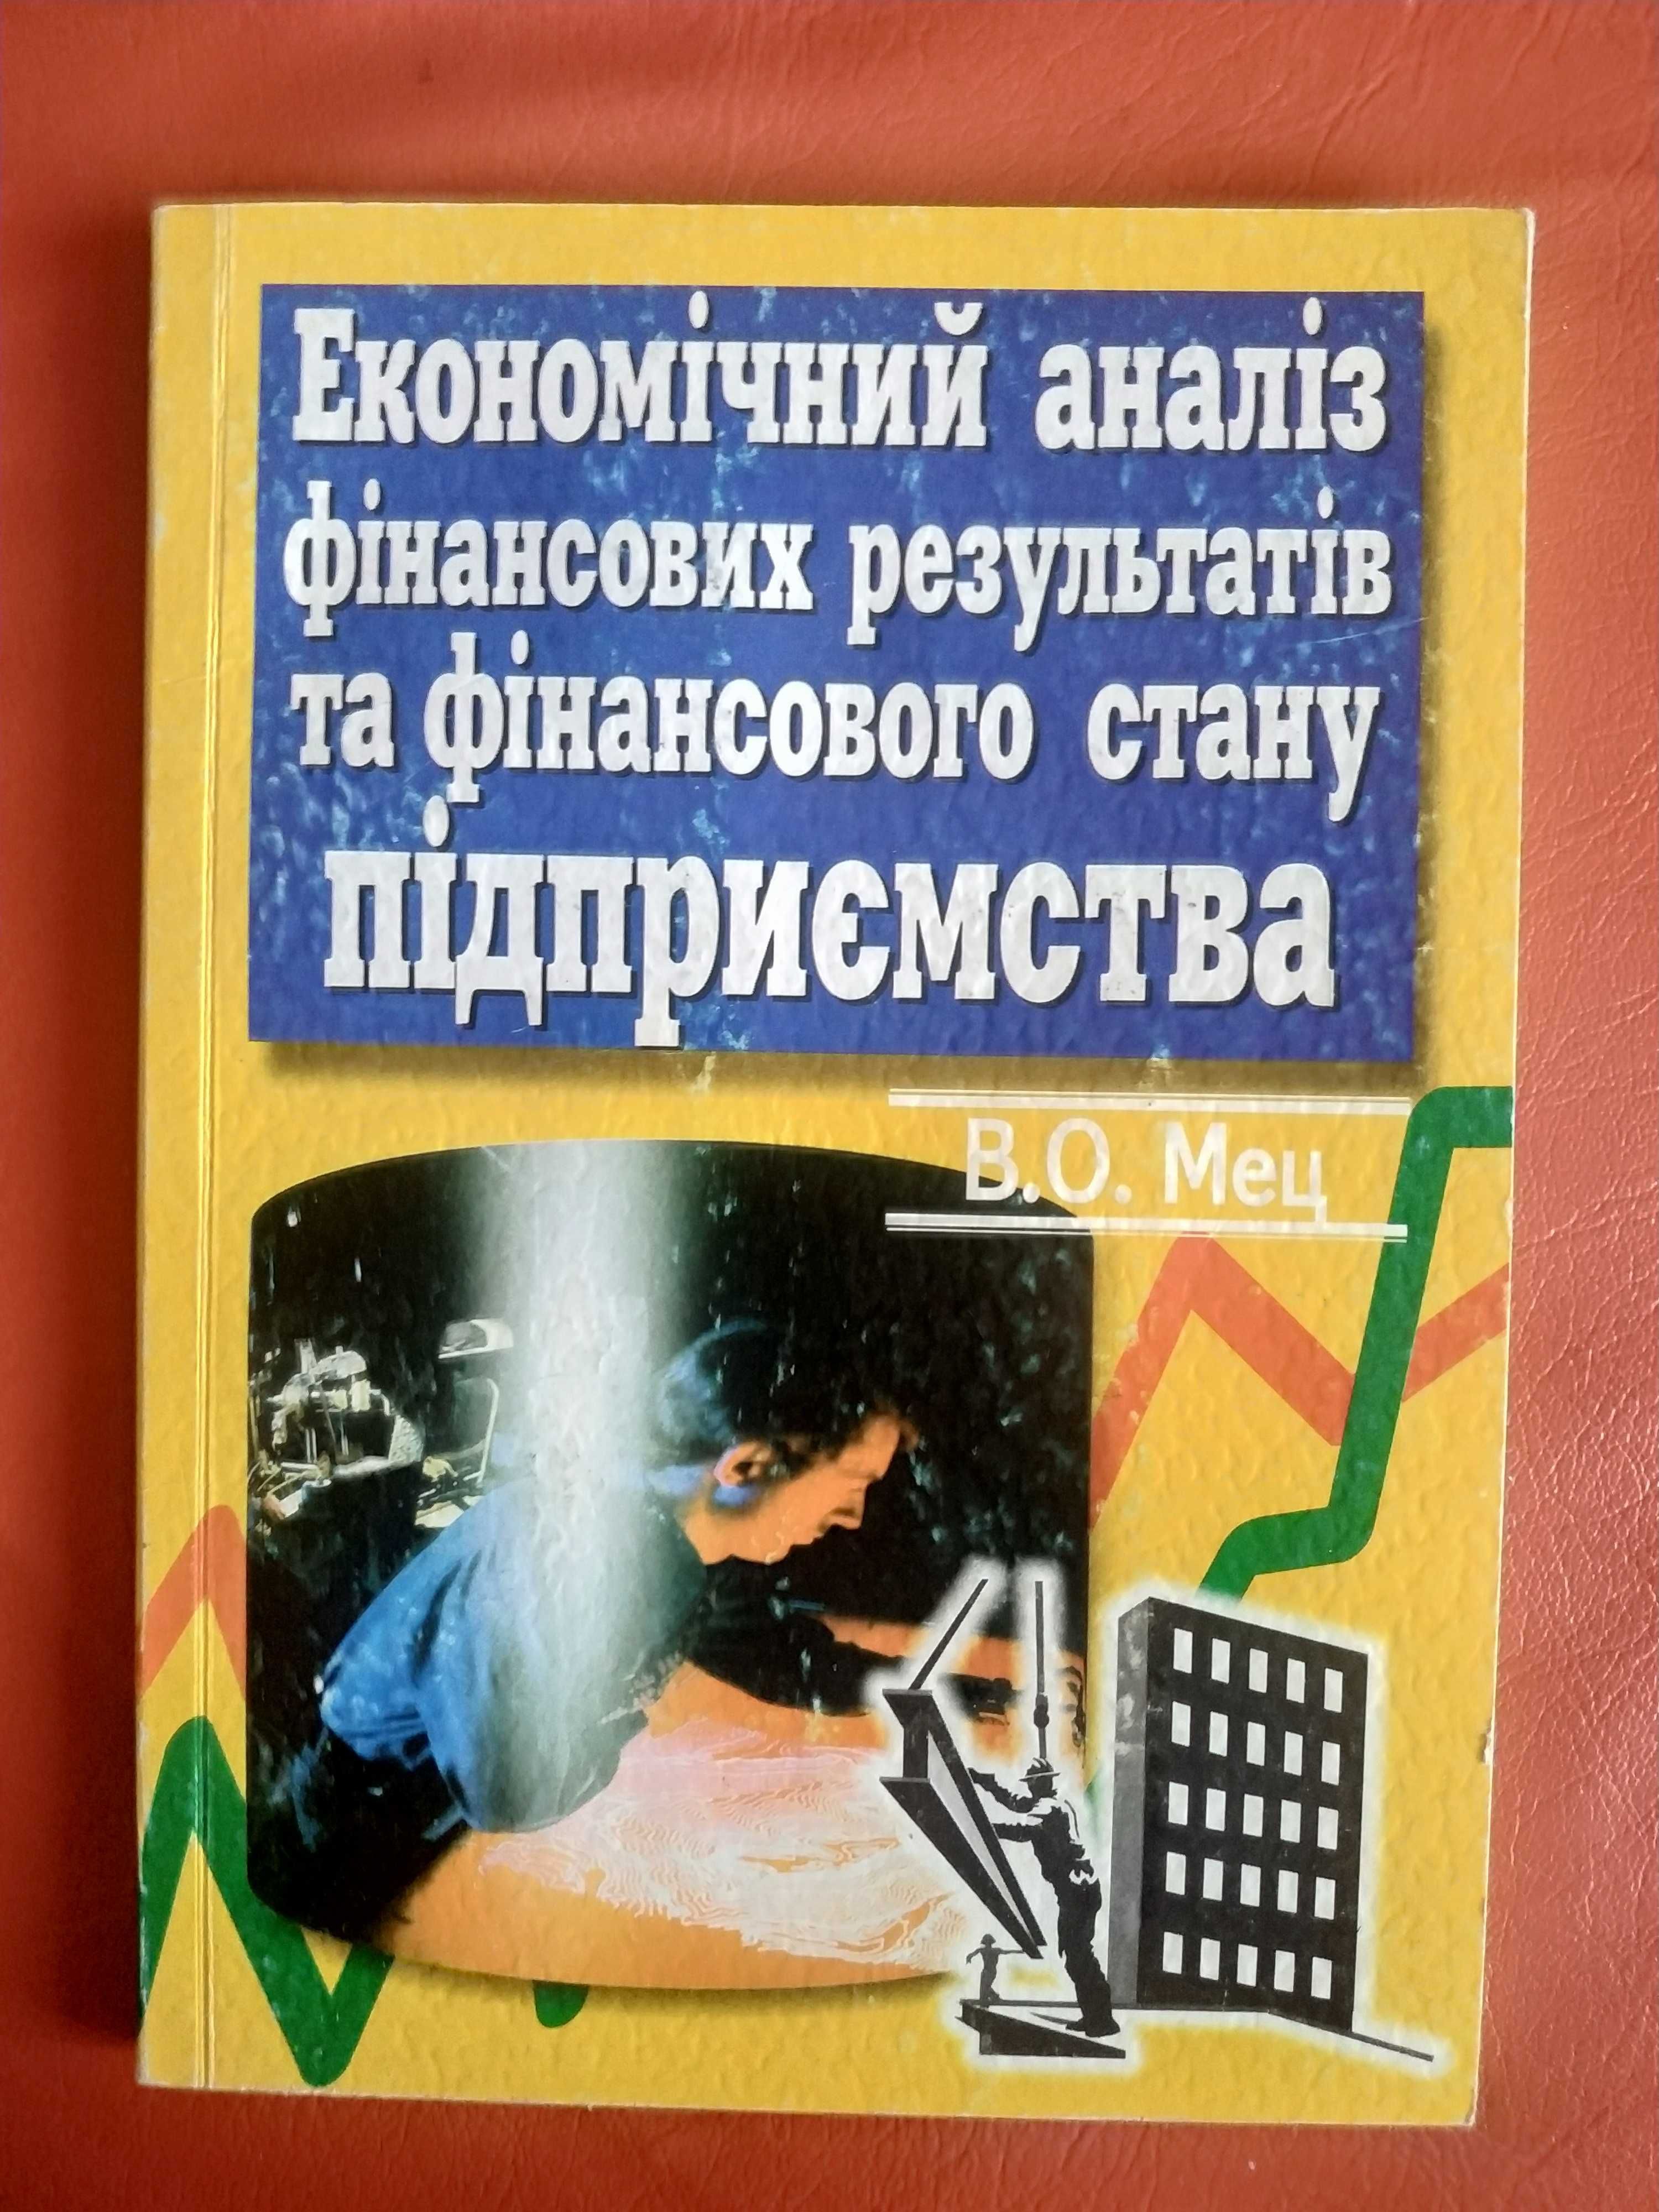 Економічний аналіз
фінансових результатів
та фінансового стану
підприємства
В.О. Мец